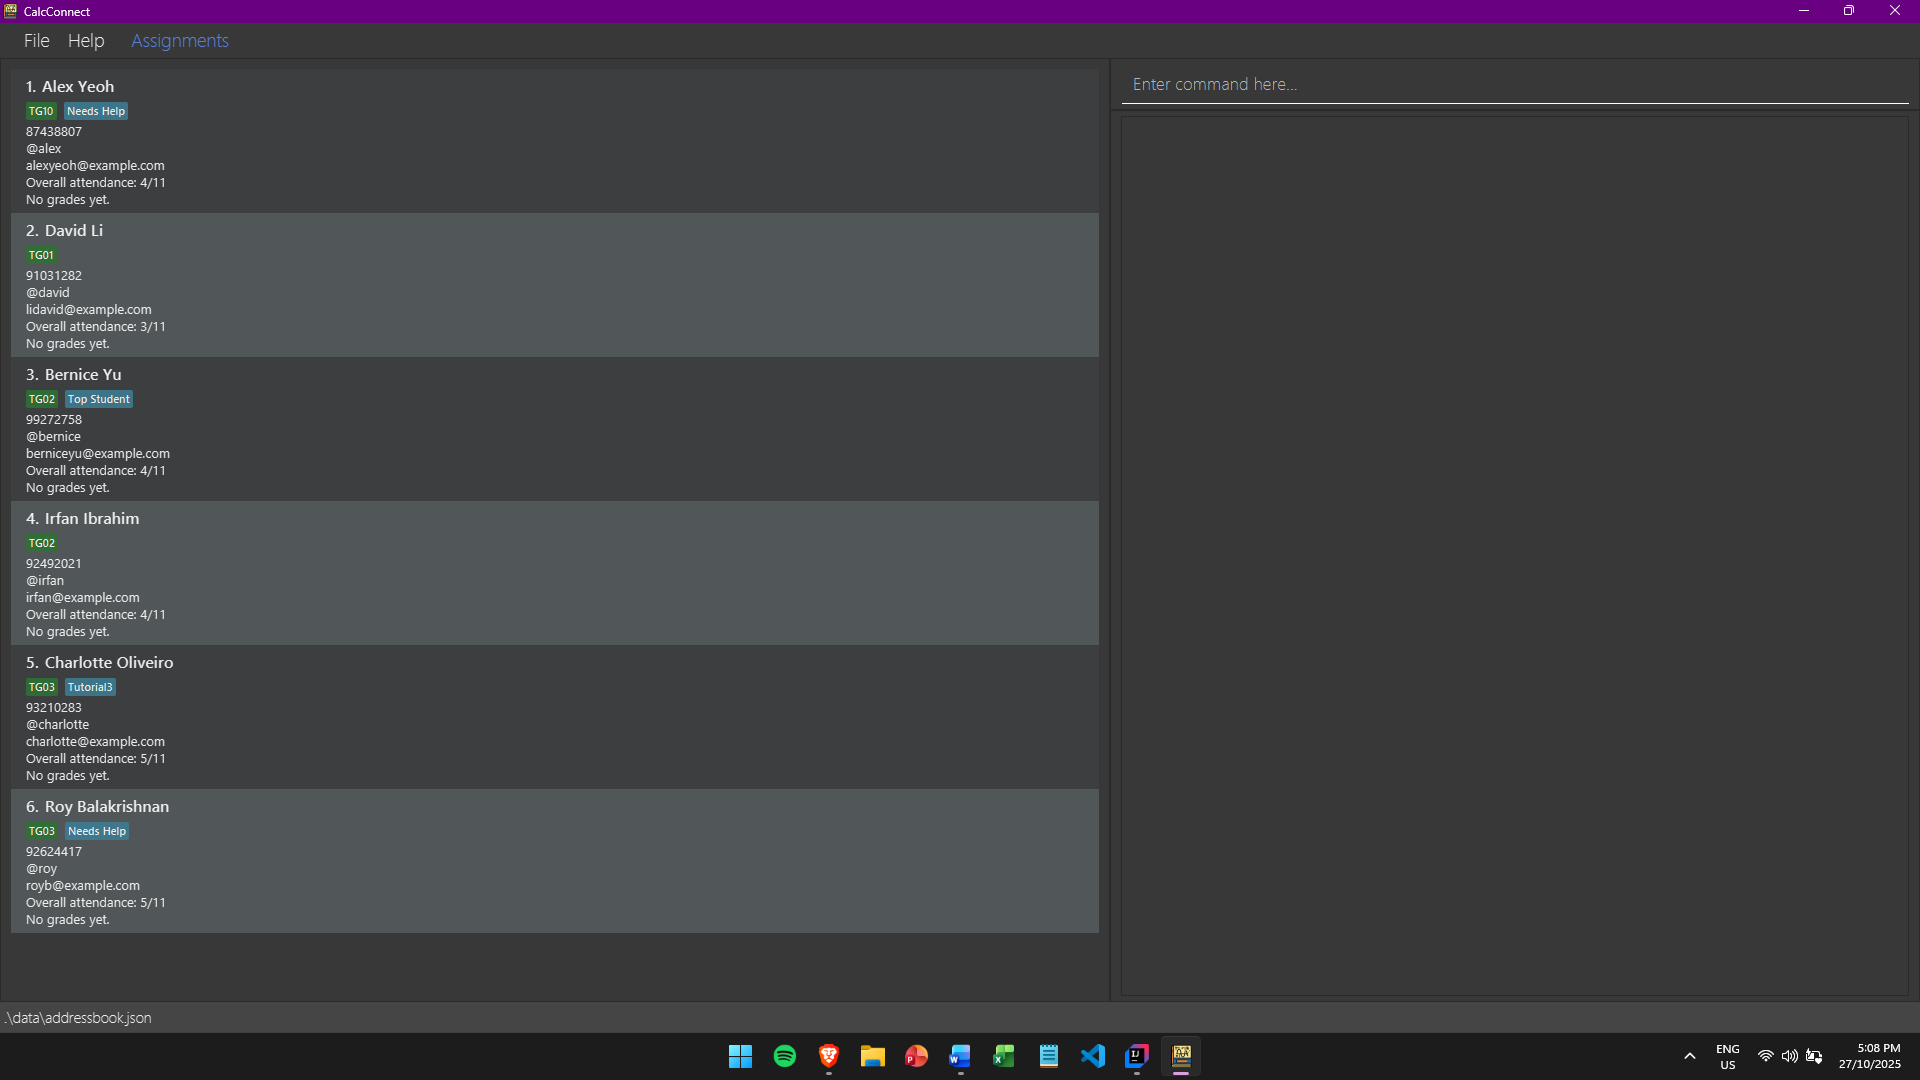 CalcConnect
File Help Assignments
1. Alex Yeoh
TG10 Needs Help
87438807
@alex
alexyeoh@example.com
Overall attendance: 4/11
No grades yet.
2. David Li
TG01
91031282
@david
lidavid@example.com
Overall attendance: 3/11
No grades yet.
3. Bernice Yu
TG02 Top Student
99272758
@bernice
berniceyu@example.com
Overall attendance: 4/11
No grades yet.
4. Irfan Ibrahim
TG02
92492021
@irfan
irfan@example.com
Overall attendance: 4/11
No grades yet.
5. Charlotte Oliveiro
TG03 Tutorial3
93210283
@charlotte
charlotte@example.com
Overall attendance: 5/11
No grades yet.
6. Roy Balakrishnan
TG03 Needs Help
92624417
@roy
royb@example.com
Overall attendance: 5/11
No grades yet.
Enter command here...
.\data\addressbook.json
ENG
US
5:08 PM
27/10/2025